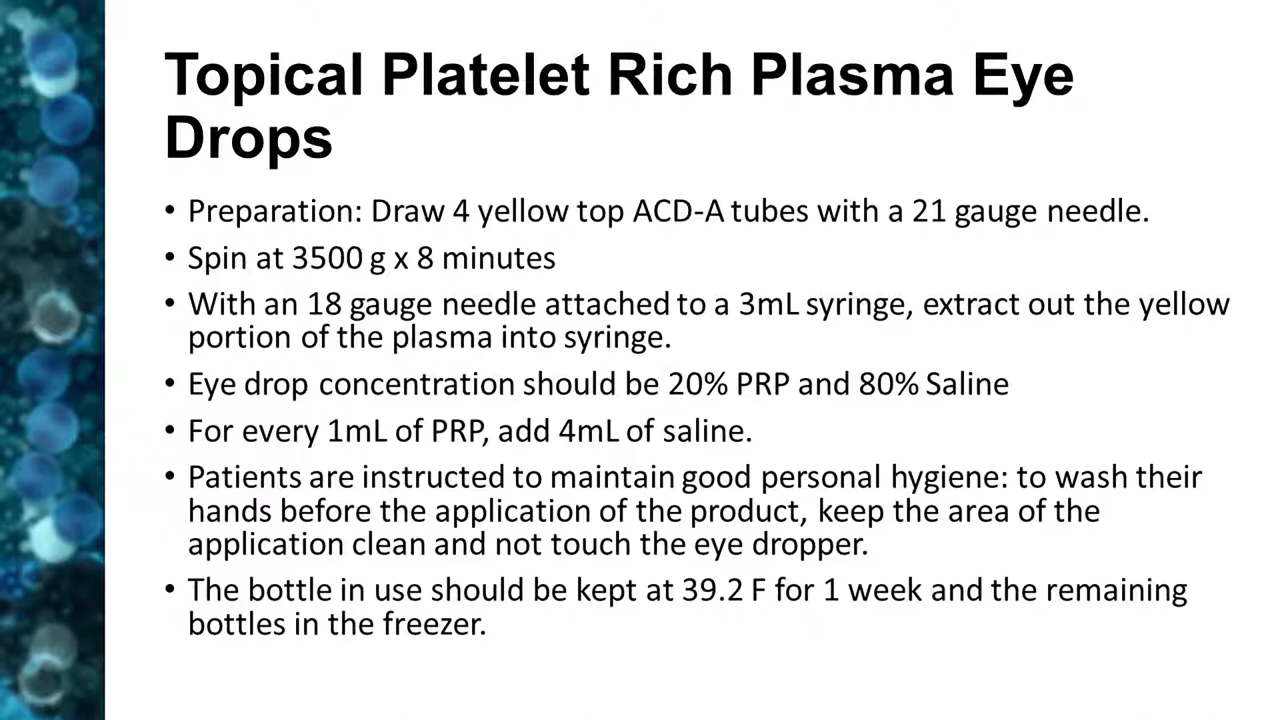 Topical Platelet Rich Plasma Eye
Drops
• Preparation: Draw 4 yellow top ACD-A tubes with a 21 gauge needle.
• Spin at 3500 g x 8 minutes
• With an 18 gauge needle attached to a 3mL syringe, extract out the yellow
portion of the plasma into syringe.
• Eye drop concentration should be 20% PRP and 80% Saline
• For every 1mL of PRP, add 4mL of saline.
• Patients are instructed to maintain good personal hygiene: to wash their
hands before the application of the product, keep the area of the
application clean and not touch the eye dropper.
• The bottle in use should be kept at 39.2 F for 1 week and the remaining
bottles in the freezer.